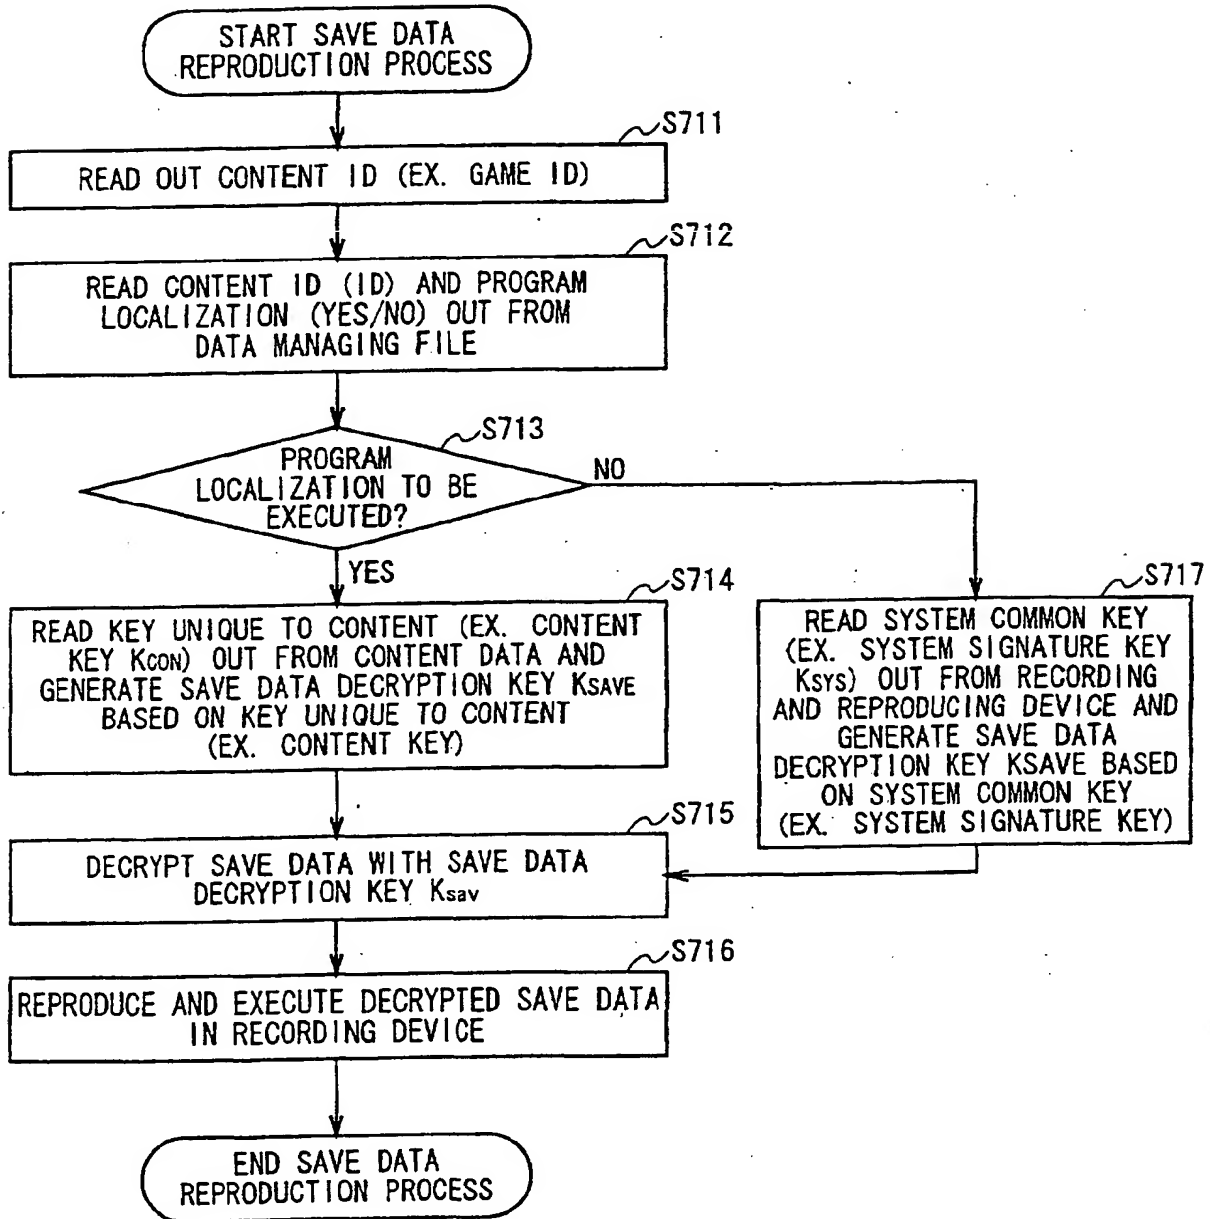 START SAVE DATA
REPRODUCTION PROCESS
S711
READ OUT CONTENT ID (EX. GAME ID)
S712
READ CONTENT ID (ID) AND PROGRAM
LOCALIZATION (YES/NO) OUT FROM
DATA MANAGING FILE
S713
PROGRAM
LOCALIZATION TO BE
EXECUTED?
NO
YES
S714
READ KEY UNIQUE TO CONTENT (EX. CONTENT
KEY KCON) OUT FROM CONTENT DATA AND
GENERATE SAVE DATA DECRYPTION KEY KSAVE
BASED ON KEY UNIQUE TO CONTENT
(EX. CONTENT KEY)
S717
READ SYSTEM COMMON KEY
(EX. SYSTEM SIGNATURE KEY
KSYS) OUT FROM RECORDING
AND REPRODUCING DEVICE AND
GENERATE SAVE DATA
DECRYPTION KEY KSAVE BASED
ON SYSTEM COMMON KEY
(EX. SYSTEM SIGNATURE KEY)
S715
DECRYPT SAVE DATA WITH SAVE DATA
DECRYPTION KEY Ksav
S716
REPRODUCE AND EXECUTE DECRYPTED SAVE DATA
IN RECORDING DEVICE
END SAVE DATA
REPRODUCTION PROCESS